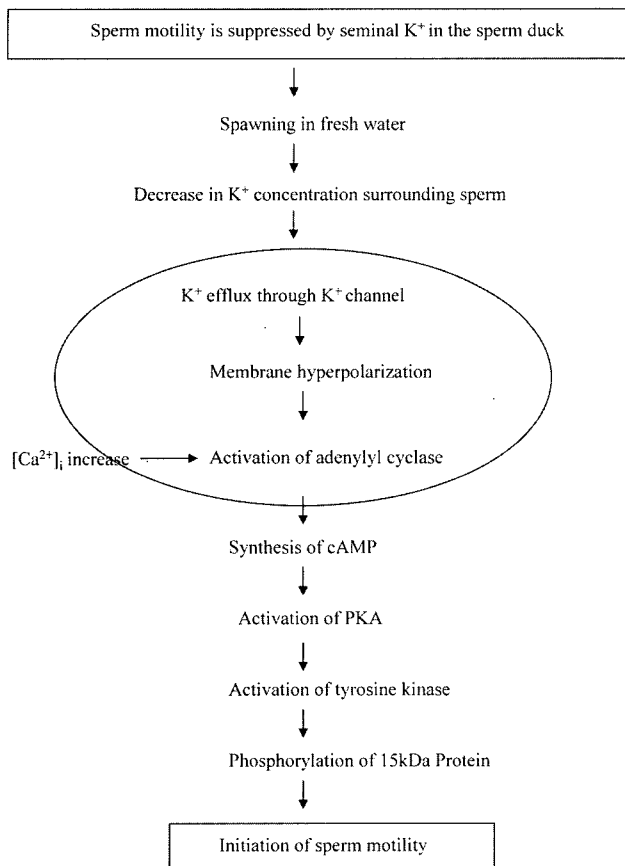 Sperm motility is suppressed by seminal K⁺ in the sperm duck
Spawning in fresh water
Decrease in K⁺ concentration surrounding sperm
K⁺ efflux through K⁺ channel
Membrane hyperpolarization
[Ca²⁺]ᵢ increase
Activation of adenylyl cyclase
Synthesis of cAMP
Activation of PKA
Activation of tyrosine kinase
Phosphorylation of 15kDa Protein
Initiation of sperm motility